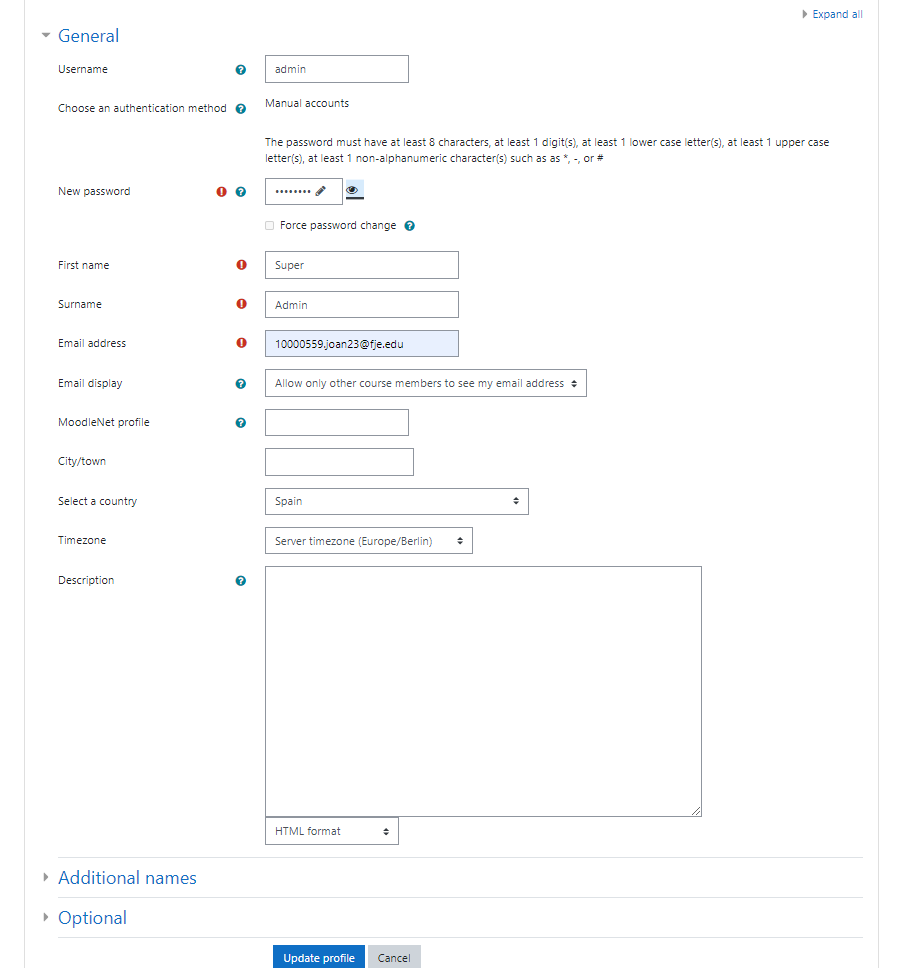 Expand all
General
Username
admin
Choose an authentication method
Manual accounts
The password must have at least 8 characters, at least 1 digit(s), at least 1 lower case letter(s), at least 1 upper case
letter(s), at least 1 non-alphanumeric character(s) such as as *, -, or #
New password
••••••••
Force password change
First name
Super
Surname
Admin
Email address
10000559.joan23@fje.edu
Email display
Allow only other course members to see my email address
MoodleNet profile
City/town
Select a country
Spain
Timezone
Server timezone (Europe/Berlin)
Description
HTML format
Additional names
Optional
Update profile
Cancel